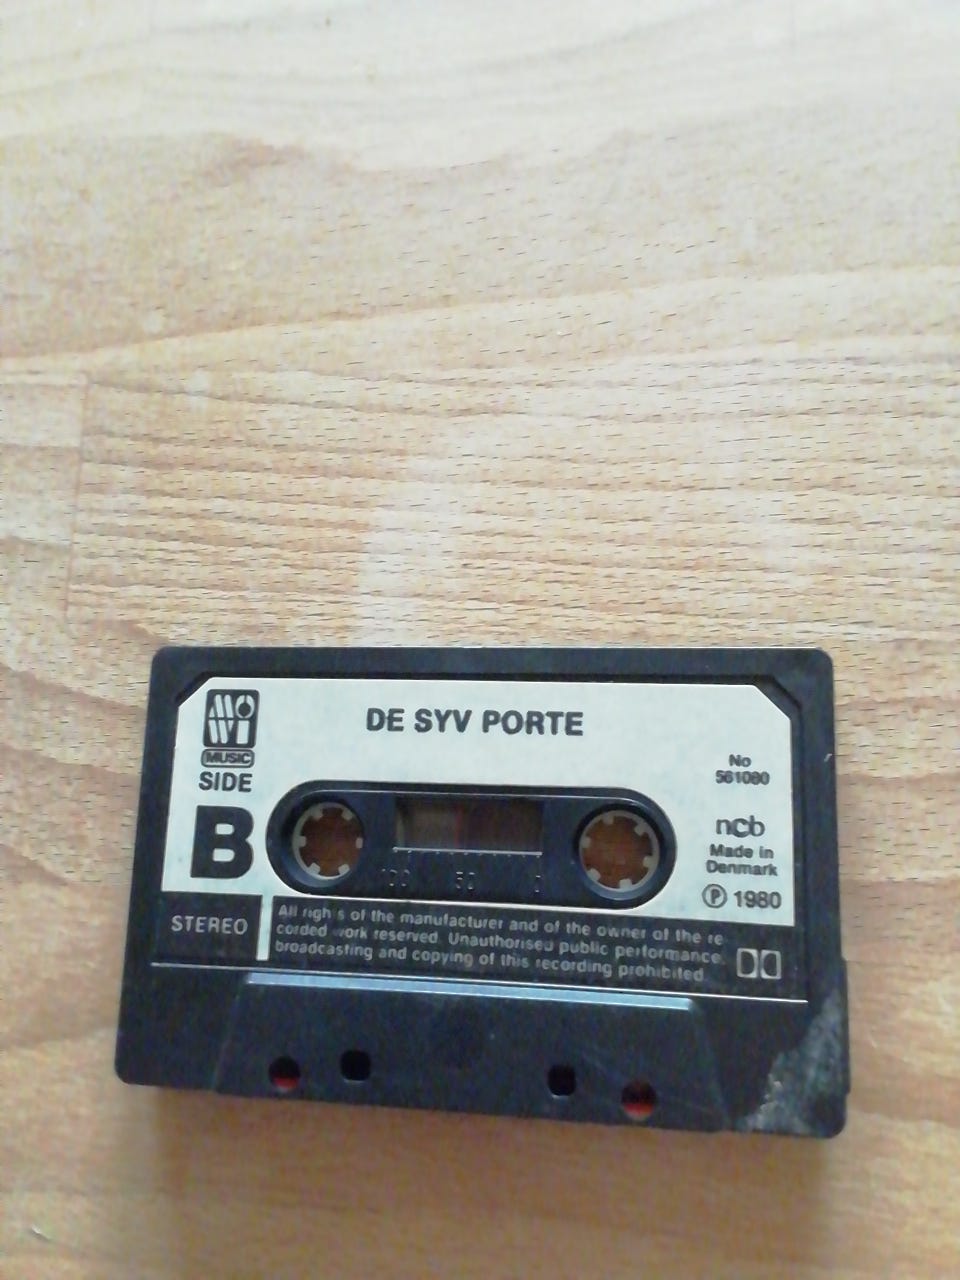 DE SYV PORTE
MUSIC
SIDE
B
No
561080
ncb
Made in
Denmark
Ⓟ 1980
STEREO
All righ s of the manufacturer and of the owner of the re
corded work reserved. Unauthorised public performance,
broadcasting and copying of this recording prohibited
100 50 0